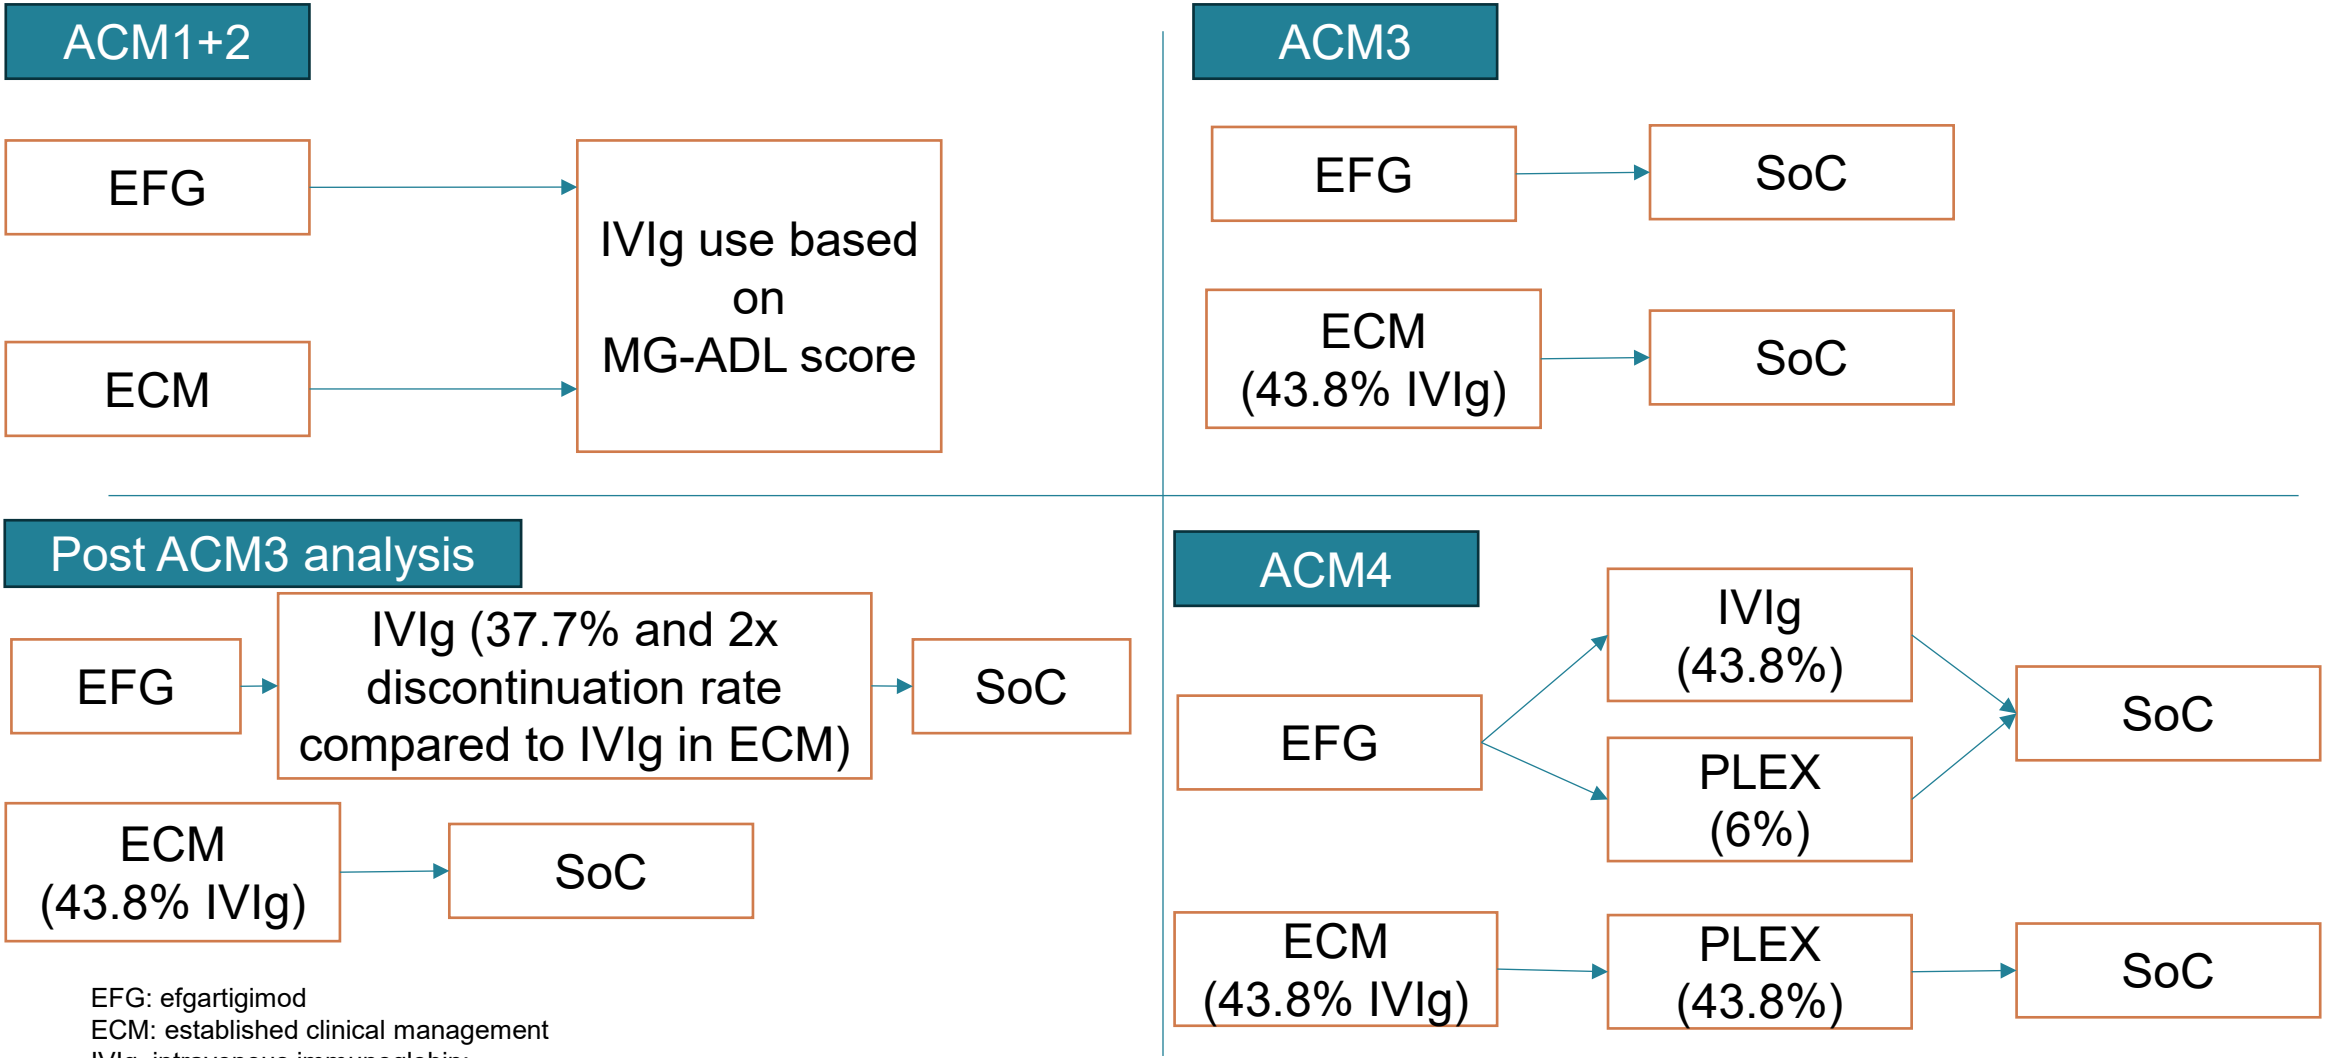 ACM1+2
EFG
ECM
IVIg use based
on
MG-ADL score
ACM3
EFG
SoC
ECM
(43.8% IVIg)
SoC
Post ACM3 analysis
EFG
IVIg (37.7% and 2x
discontinuation rate
compared to IVIg in ECM)
SoC
ECM
(43.8% IVIg)
SoC
ACM4
EFG
IVIg
(43.8%)
PLEX
(6%)
SoC
ECM
(43.8% IVIg)
PLEX
(43.8%)
SoC
EFG: efgartigimod
ECM: established clinical management